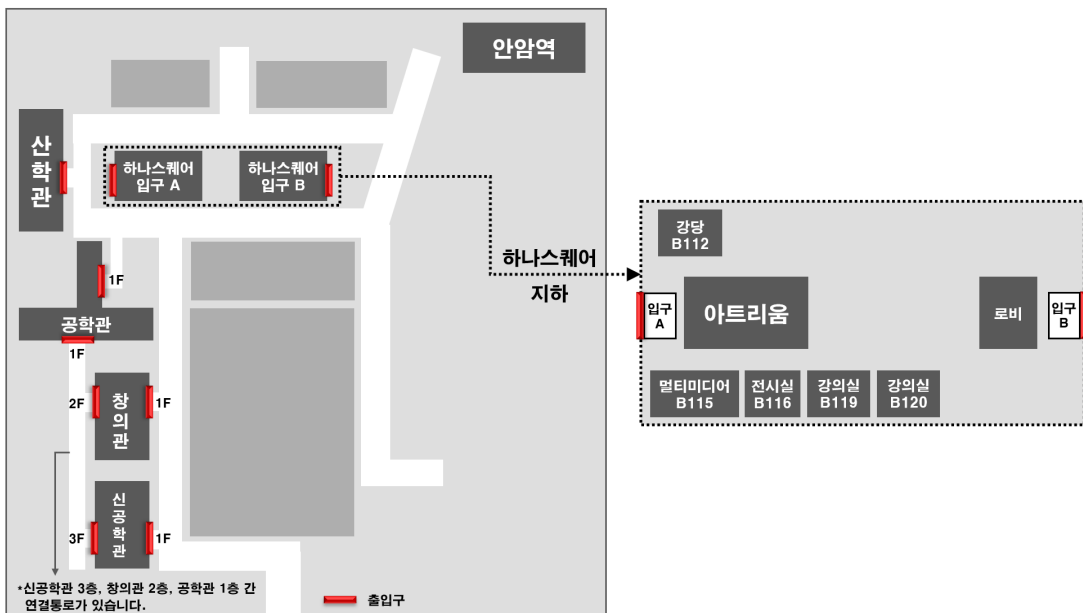 안암역
산
학
관
하나스퀘어
입구 A
하나스퀘어
입구 B
1F
공학관
1F
2F
창
의
관
1F
3F
신
공
학
관
1F
*신공학관 3층, 창의관 2층, 공학관 1층 간
연결통로가 있습니다.
출입구
하나스퀘어
지하
강당
B112
입구
A
아트리움
로비
입구
B
멀티미디어
B115
전시실
B116
강의실
B119
강의실
B120